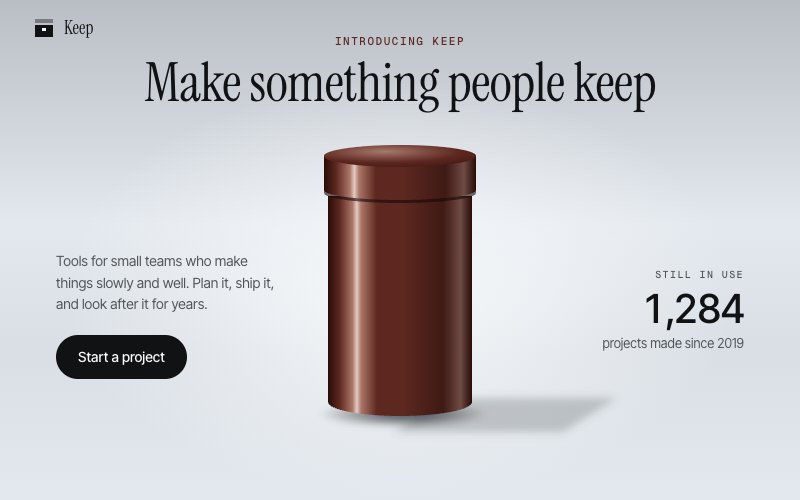 Keep
INTRODUCING KEEP
Make something people keep
Tools for small teams who make
things slowly and well. Plan it, ship it,
and look after it for years.
Start a project
STILL IN USE
1,284
projects made since 2019